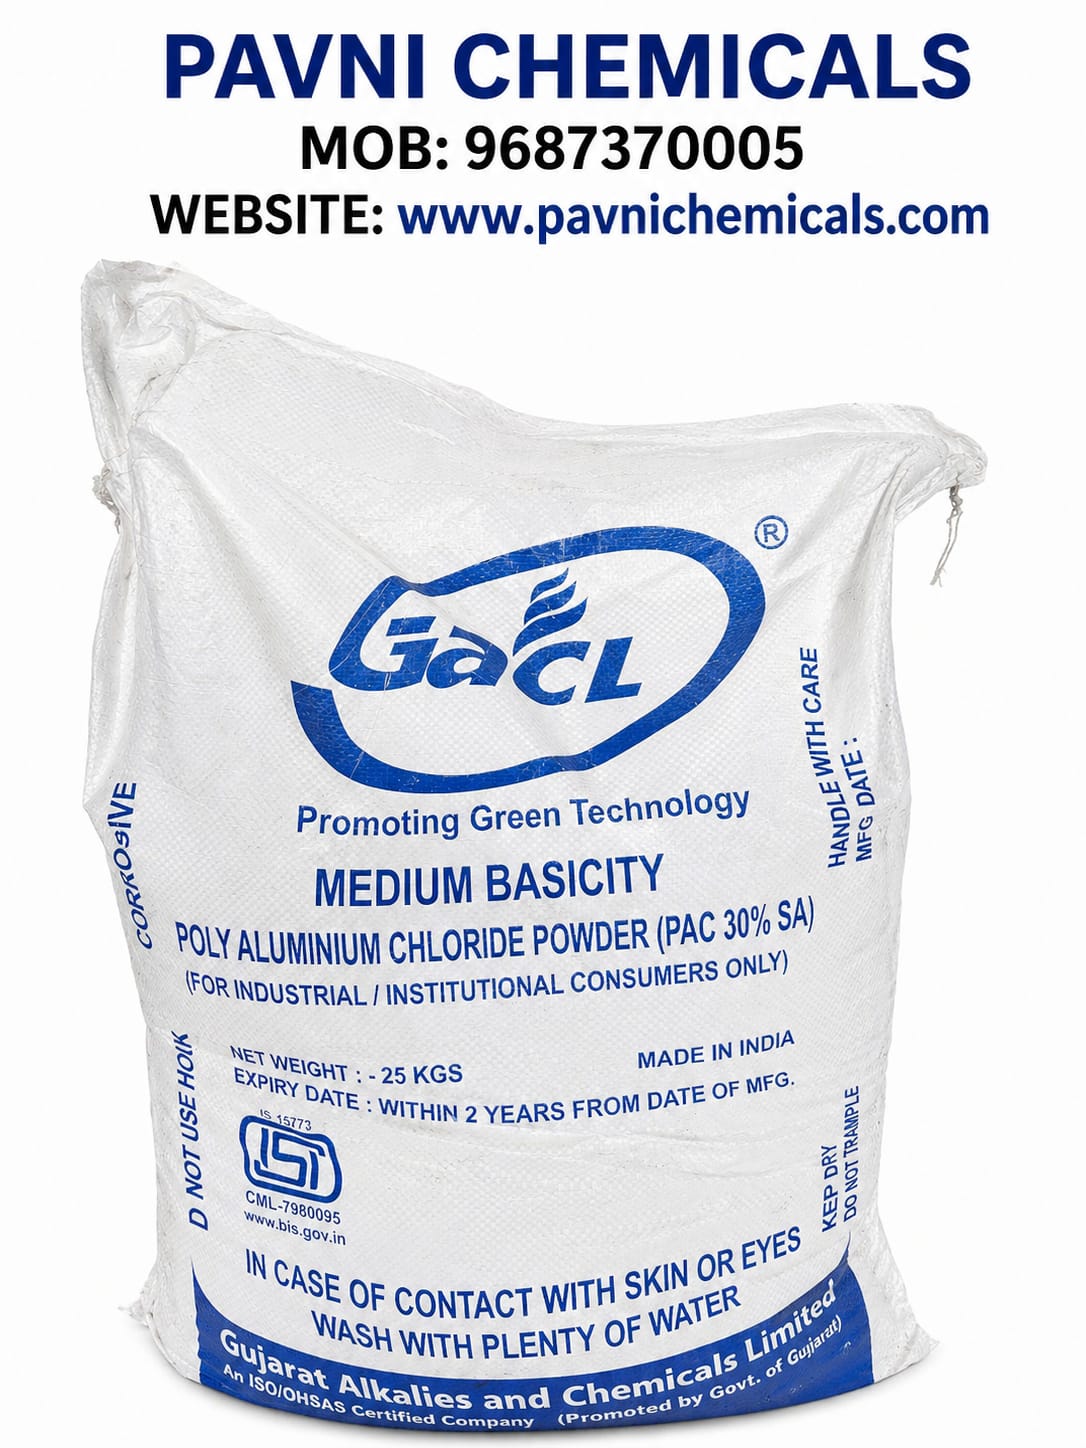 PAVNI CHEMICALS
MOB: 9687370005
WEBSITE: www.pavnichemicals.com
GaCL ®
Promoting Green Technology
MEDIUM BASICITY
POLY ALUMINIUM CHLORIDE POWDER (PAC 30% SA)
(FOR INDUSTRIAL / INSTITUTIONAL CONSUMERS ONLY)
NET WEIGHT : - 25 KGS
MADE IN INDIA
EXPIRY DATE : WITHIN 2 YEARS FROM DATE OF MFG.
IS 15773
ISI
CML-7980095
www.bis.gov.in
CORROSIVE
D NOT USE HOIK
HANDLE WITH CARE
MFG DATE :
KEP DRY
DO NOT TRAMPLE
IN CASE OF CONTACT WITH SKIN OR EYES
WASH WITH PLENTY OF WATER
Gujarat Alkalies and Chemicals Limited
An ISO/OHSAS Certified Company (Promoted by Govt. of Gujarat)